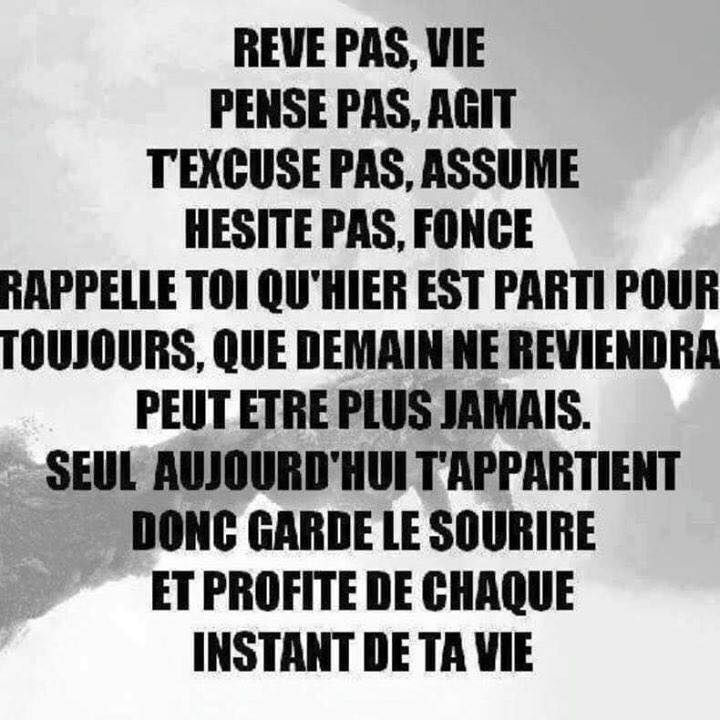 REVE PAS, VIE
PENSE PAS, AGIT
T'EXCUSE PAS, ASSUME
HESITE PAS, FONCE
RAPPELLE TOI QU'HIER EST PARTI POUR
TOUJOURS, QUE DEMAIN NE REVIENDRA
PEUT ETRE PLUS JAMAIS.
SEUL AUJOURD'HUI T'APPARTIENT
DONC GARDE LE SOURIRE
ET PROFITE DE CHAQUE
INSTANT DE TA VIE